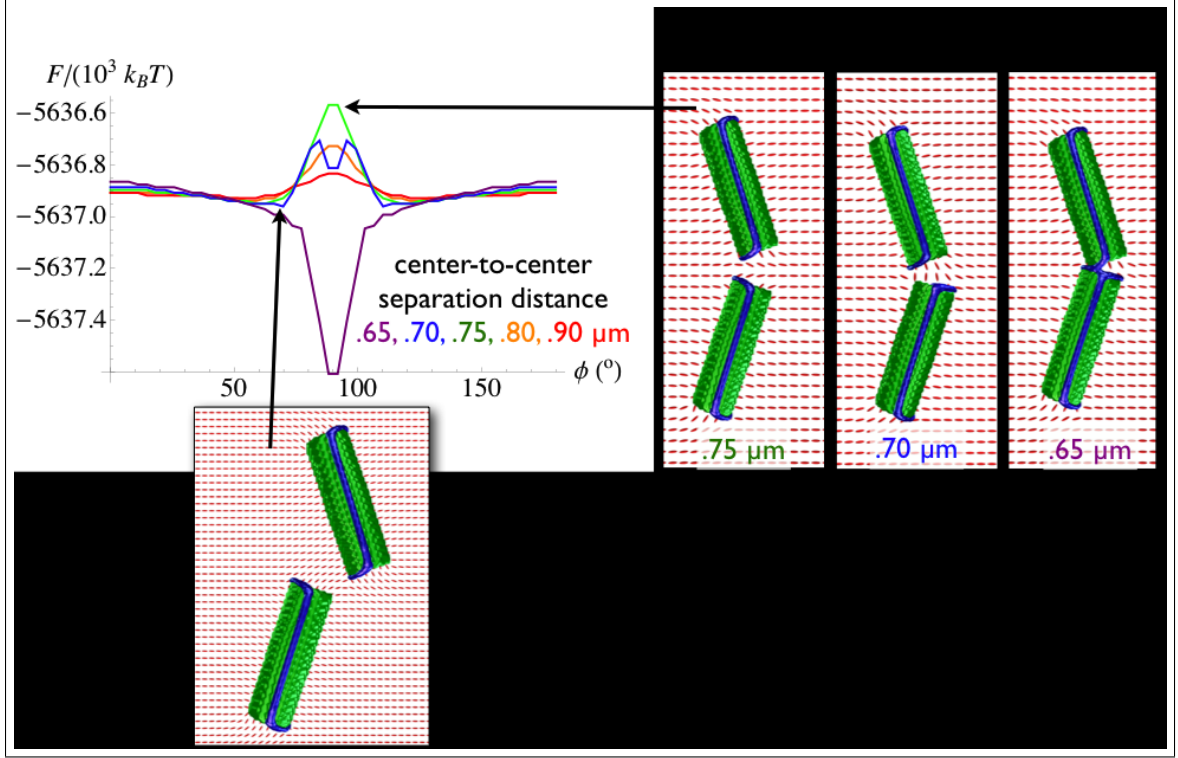 F/(10³ k_BT)
−5636.6
−5636.8
−5637.0
−5637.2
−5637.4
center-to-center
separation distance
.65, .70, .75, .80, .90 μm
50 100 150 ϕ (º)
.75 μm .70 μm .65 μm